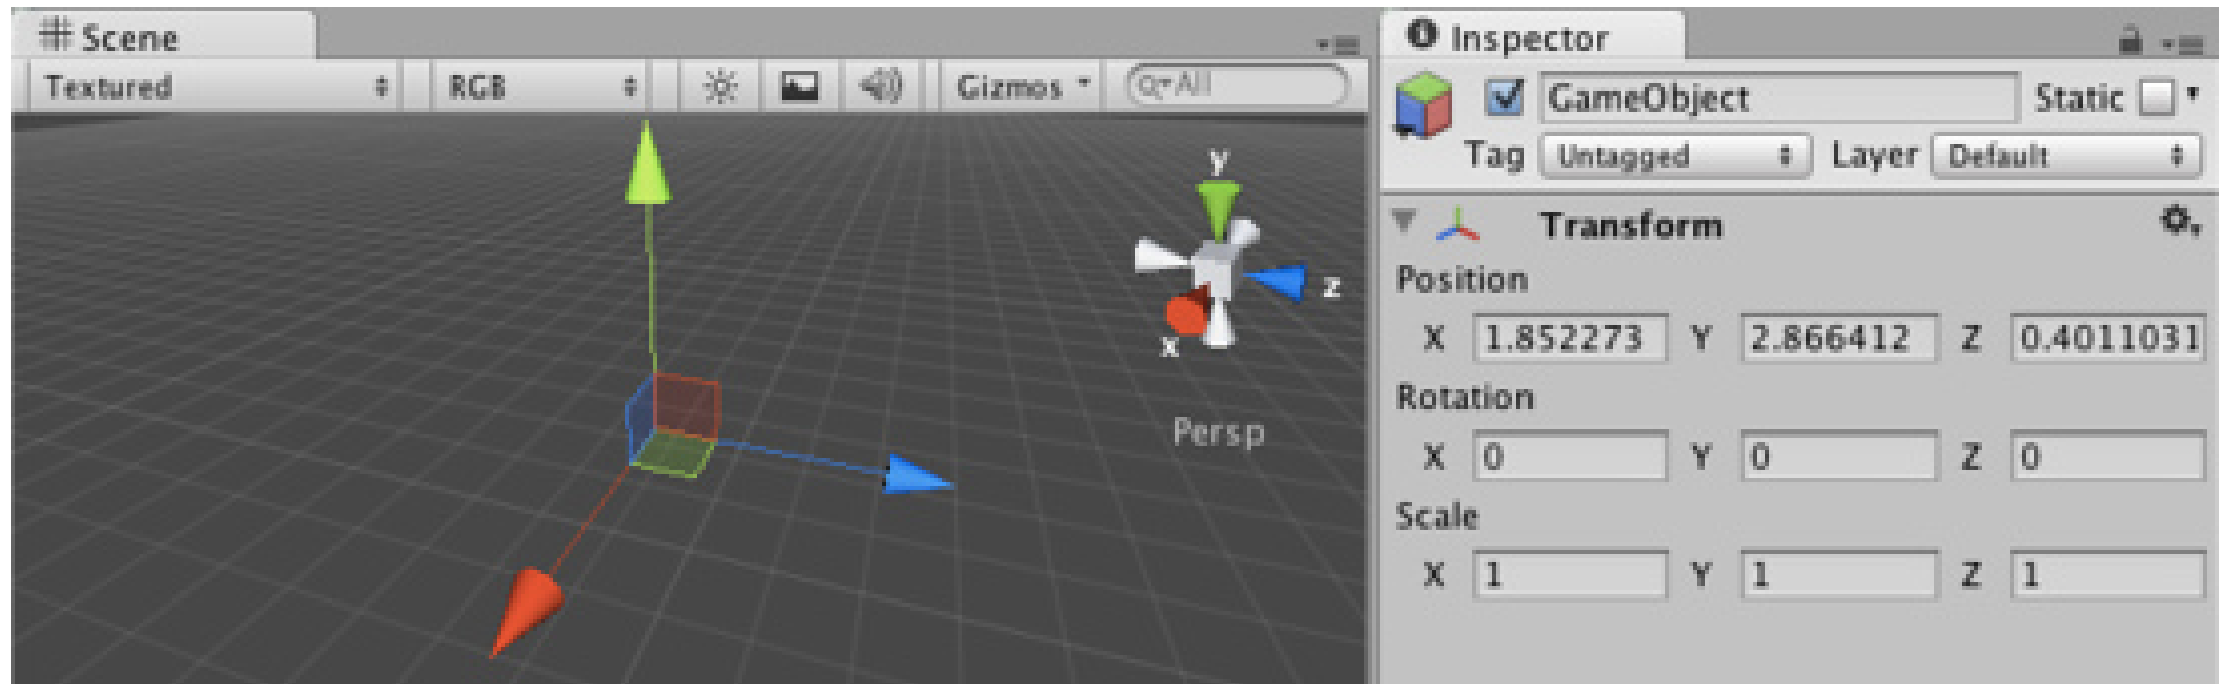 Scene
Textured RGB Gizmos All
y
z
x
Persp
Inspector
GameObject Static
Tag Untagged Layer Default
Transform
Position
X 1.852273 Y 2.866412 Z 0.4011031
Rotation
X 0 Y 0 Z 0
Scale
X 1 Y 1 Z 1